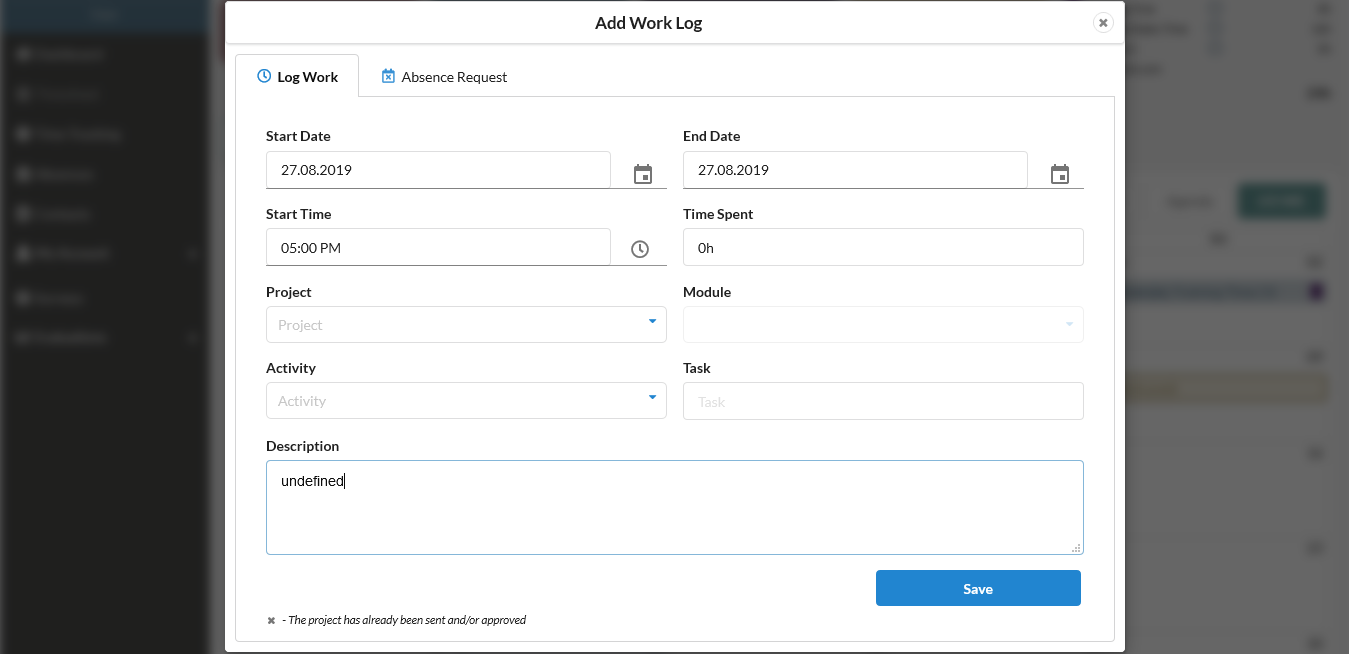 Add Work Log
Log Work
Absence Request
Start Date
End Date
27.08.2019
27.08.2019
Start Time
Time Spent
05:00 PM
0h
Project
Module
Project
Activity
Task
Activity
Task
Description
undefined
Save
- The project has already been sent and/or approved